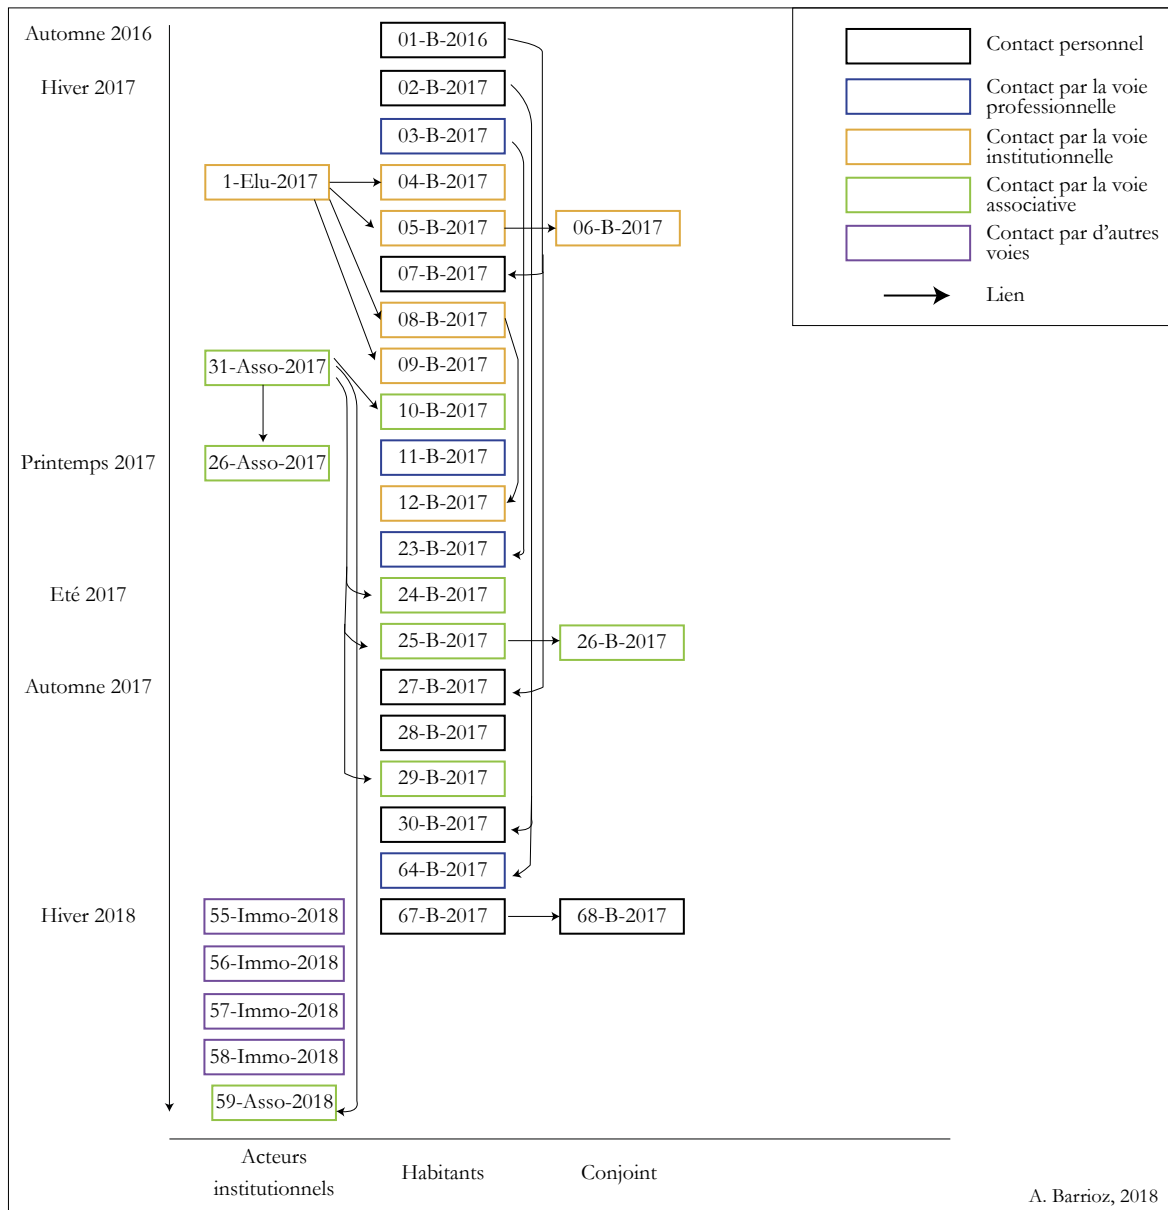 Automne 2016
01-B-2016
Contact personnel
Hiver 2017
02-B-2017
Contact par la voie
professionnelle
03-B-2017
Contact par la voie
institutionnelle
1-Elu-2017
04-B-2017
Contact par la voie
associative
05-B-2017
06-B-2017
Contact par d'autres
voies
07-B-2017
Lien
08-B-2017
31-Asso-2017
09-B-2017
10-B-2017
Printemps 2017
26-Asso-2017
11-B-2017
12-B-2017
23-B-2017
Eté 2017
24-B-2017
25-B-2017
26-B-2017
Automne 2017
27-B-2017
28-B-2017
29-B-2017
30-B-2017
64-B-2017
Hiver 2018
55-Immo-2018
67-B-2017
68-B-2017
56-Immo-2018
57-Immo-2018
58-Immo-2018
59-Asso-2018
Acteurs
institutionnels
Habitants
Conjoint
A. Barrioz, 2018